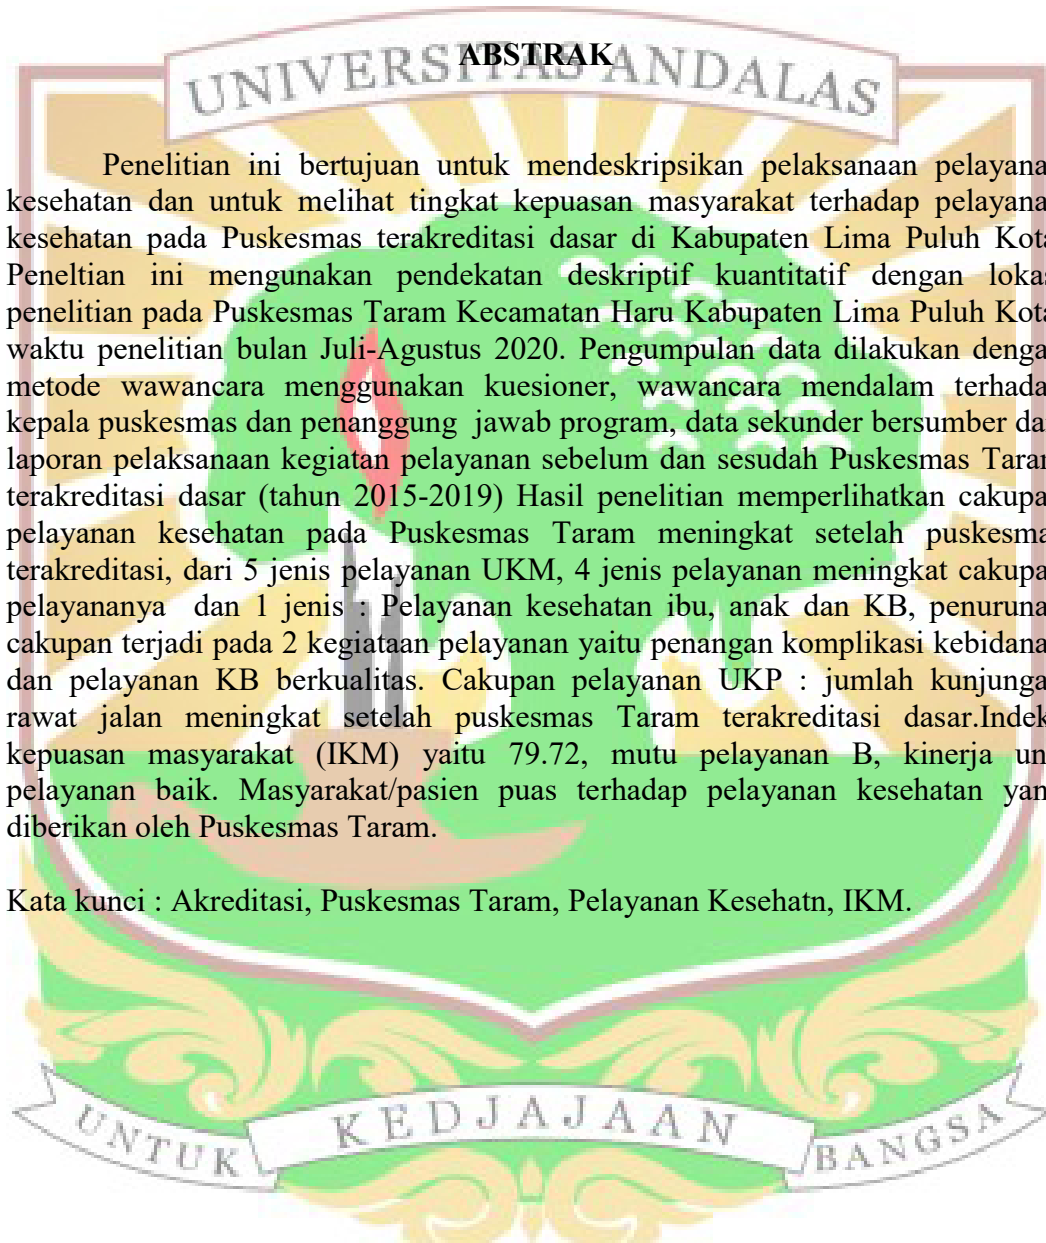 ABSTRAK
UNIVERSITAS ANDALAS
Penelitian ini bertujuan untuk mendeskripsikan pelaksanaan pelayana
kesehatan dan untuk melihat tingkat kepuasan masyarakat terhadap pelayana
kesehatan pada Puskesmas terakreditasi dasar di Kabupaten Lima Puluh Kota
Peneltian ini mengunakan pendekatan deskriptif kuantitatif dengan lokas
penelitian pada Puskesmas Taram Kecamatan Haru Kabupaten Lima Puluh Kota
waktu penelitian bulan Juli-Agustus 2020. Pengumpulan data dilakukan denga
metode wawancara menggunakan kuesioner, wawancara mendalam terhada
kepala puskesmas dan penanggung jawab program, data sekunder bersumber da
laporan pelaksanaan kegiatan pelayanan sebelum dan sesudah Puskesmas Taram
terakreditasi dasar (tahun 2015-2019) Hasil penelitian memperlihatkan cakupa
pelayanan kesehatan pada Puskesmas Taram meningkat setelah puskesma
terakreditasi, dari 5 jenis pelayanan UKM, 4 jenis pelayanan meningkat cakupa
pelayananya dan 1 jenis : Pelayanan kesehatan ibu, anak dan KB, penuruna
cakupan terjadi pada 2 kegiataan pelayanan yaitu penangan komplikasi kebidana
dan pelayanan KB berkualitas. Cakupan pelayanan UKP : jumlah kunjunga
rawat jalan meningkat setelah puskesmas Taram terakreditasi dasar.Indek
kepuasan masyarakat (IKM) yaitu 79.72, mutu pelayanan B, kinerja un
pelayanan baik. Masyarakat/pasien puas terhadap pelayanan kesehatan yan
diberikan oleh Puskesmas Taram.
Kata kunci : Akreditasi, Puskesmas Taram, Pelayanan Kesehatn, IKM.
UNTUK KEDJAJAAN BANGSA